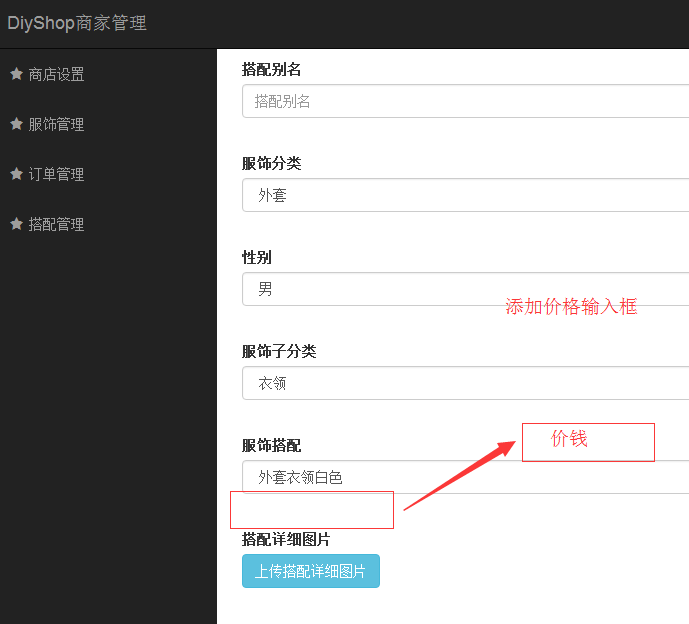 DiyShop商家管理
商店设置
服饰管理
订单管理
搭配管理
搭配别名
搭配别名
服饰分类
外套
性别
男
添加价格输入框
服饰子分类
衣领
价钱
服饰搭配
外套衣领白色
搭配详细图片
上传搭配详细图片